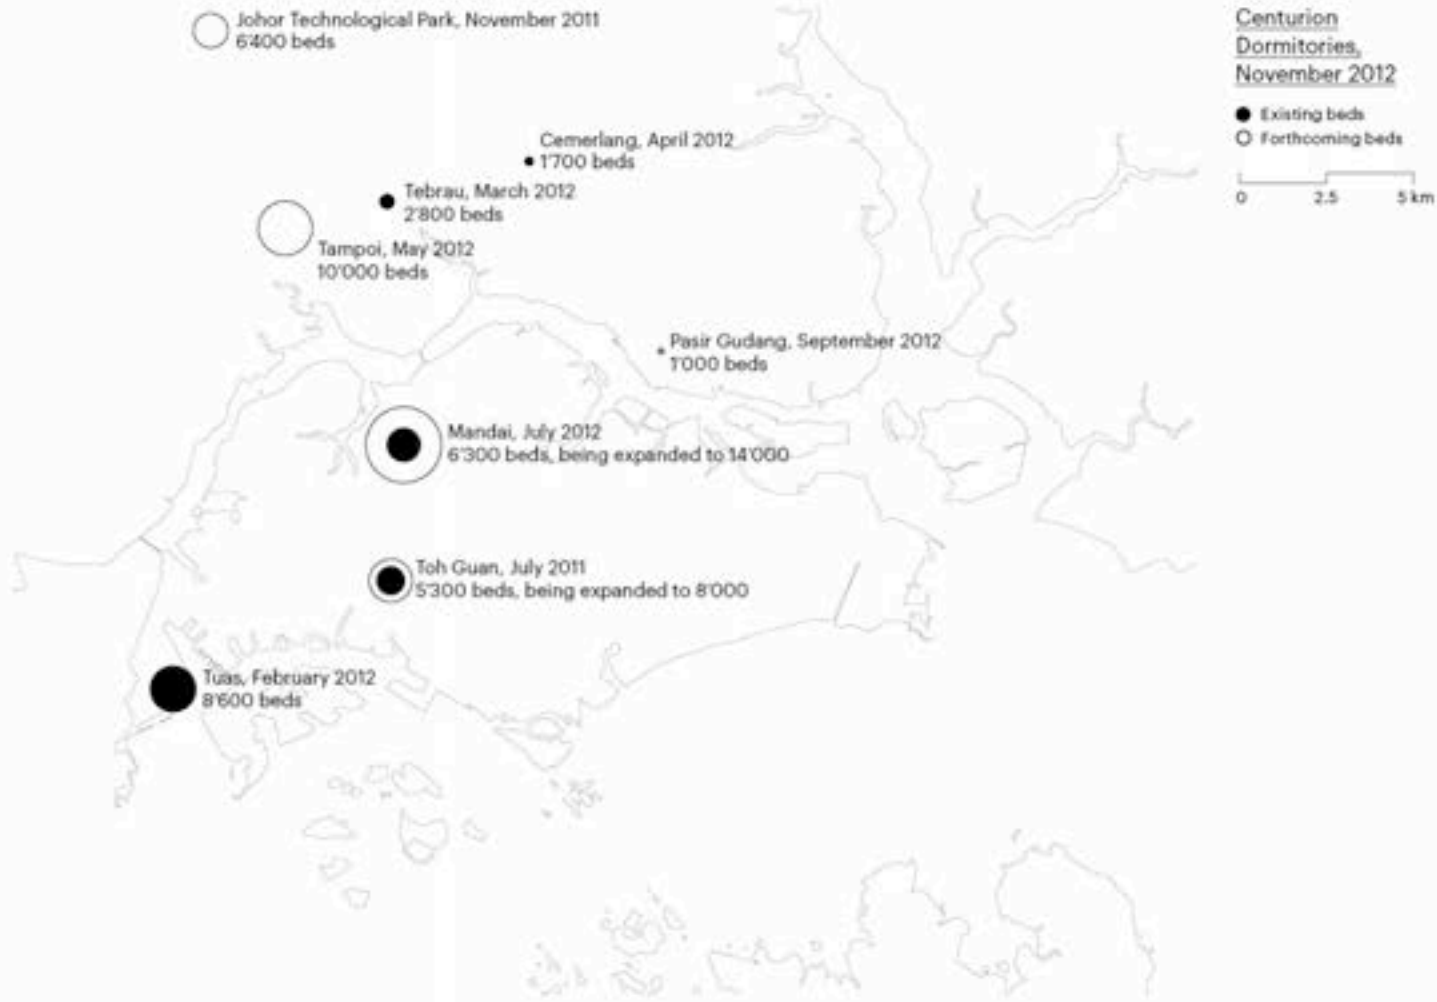 Johor Technological Park, November 2011
6'400 beds
Centurion
Dormitories,
November 2012
Existing beds
Forthcoming beds
0 2.5 5 km
Cemerlang, April 2012
1'700 beds
Tebrau, March 2012
2'800 beds
Tampoi, May 2012
10'000 beds
Pasir Gudang, September 2012
1'000 beds
Mandai, July 2012
6'300 beds, being expanded to 14'000
Toh Guan, July 2011
5'300 beds, being expanded to 8'000
Tuas, February 2012
8'600 beds